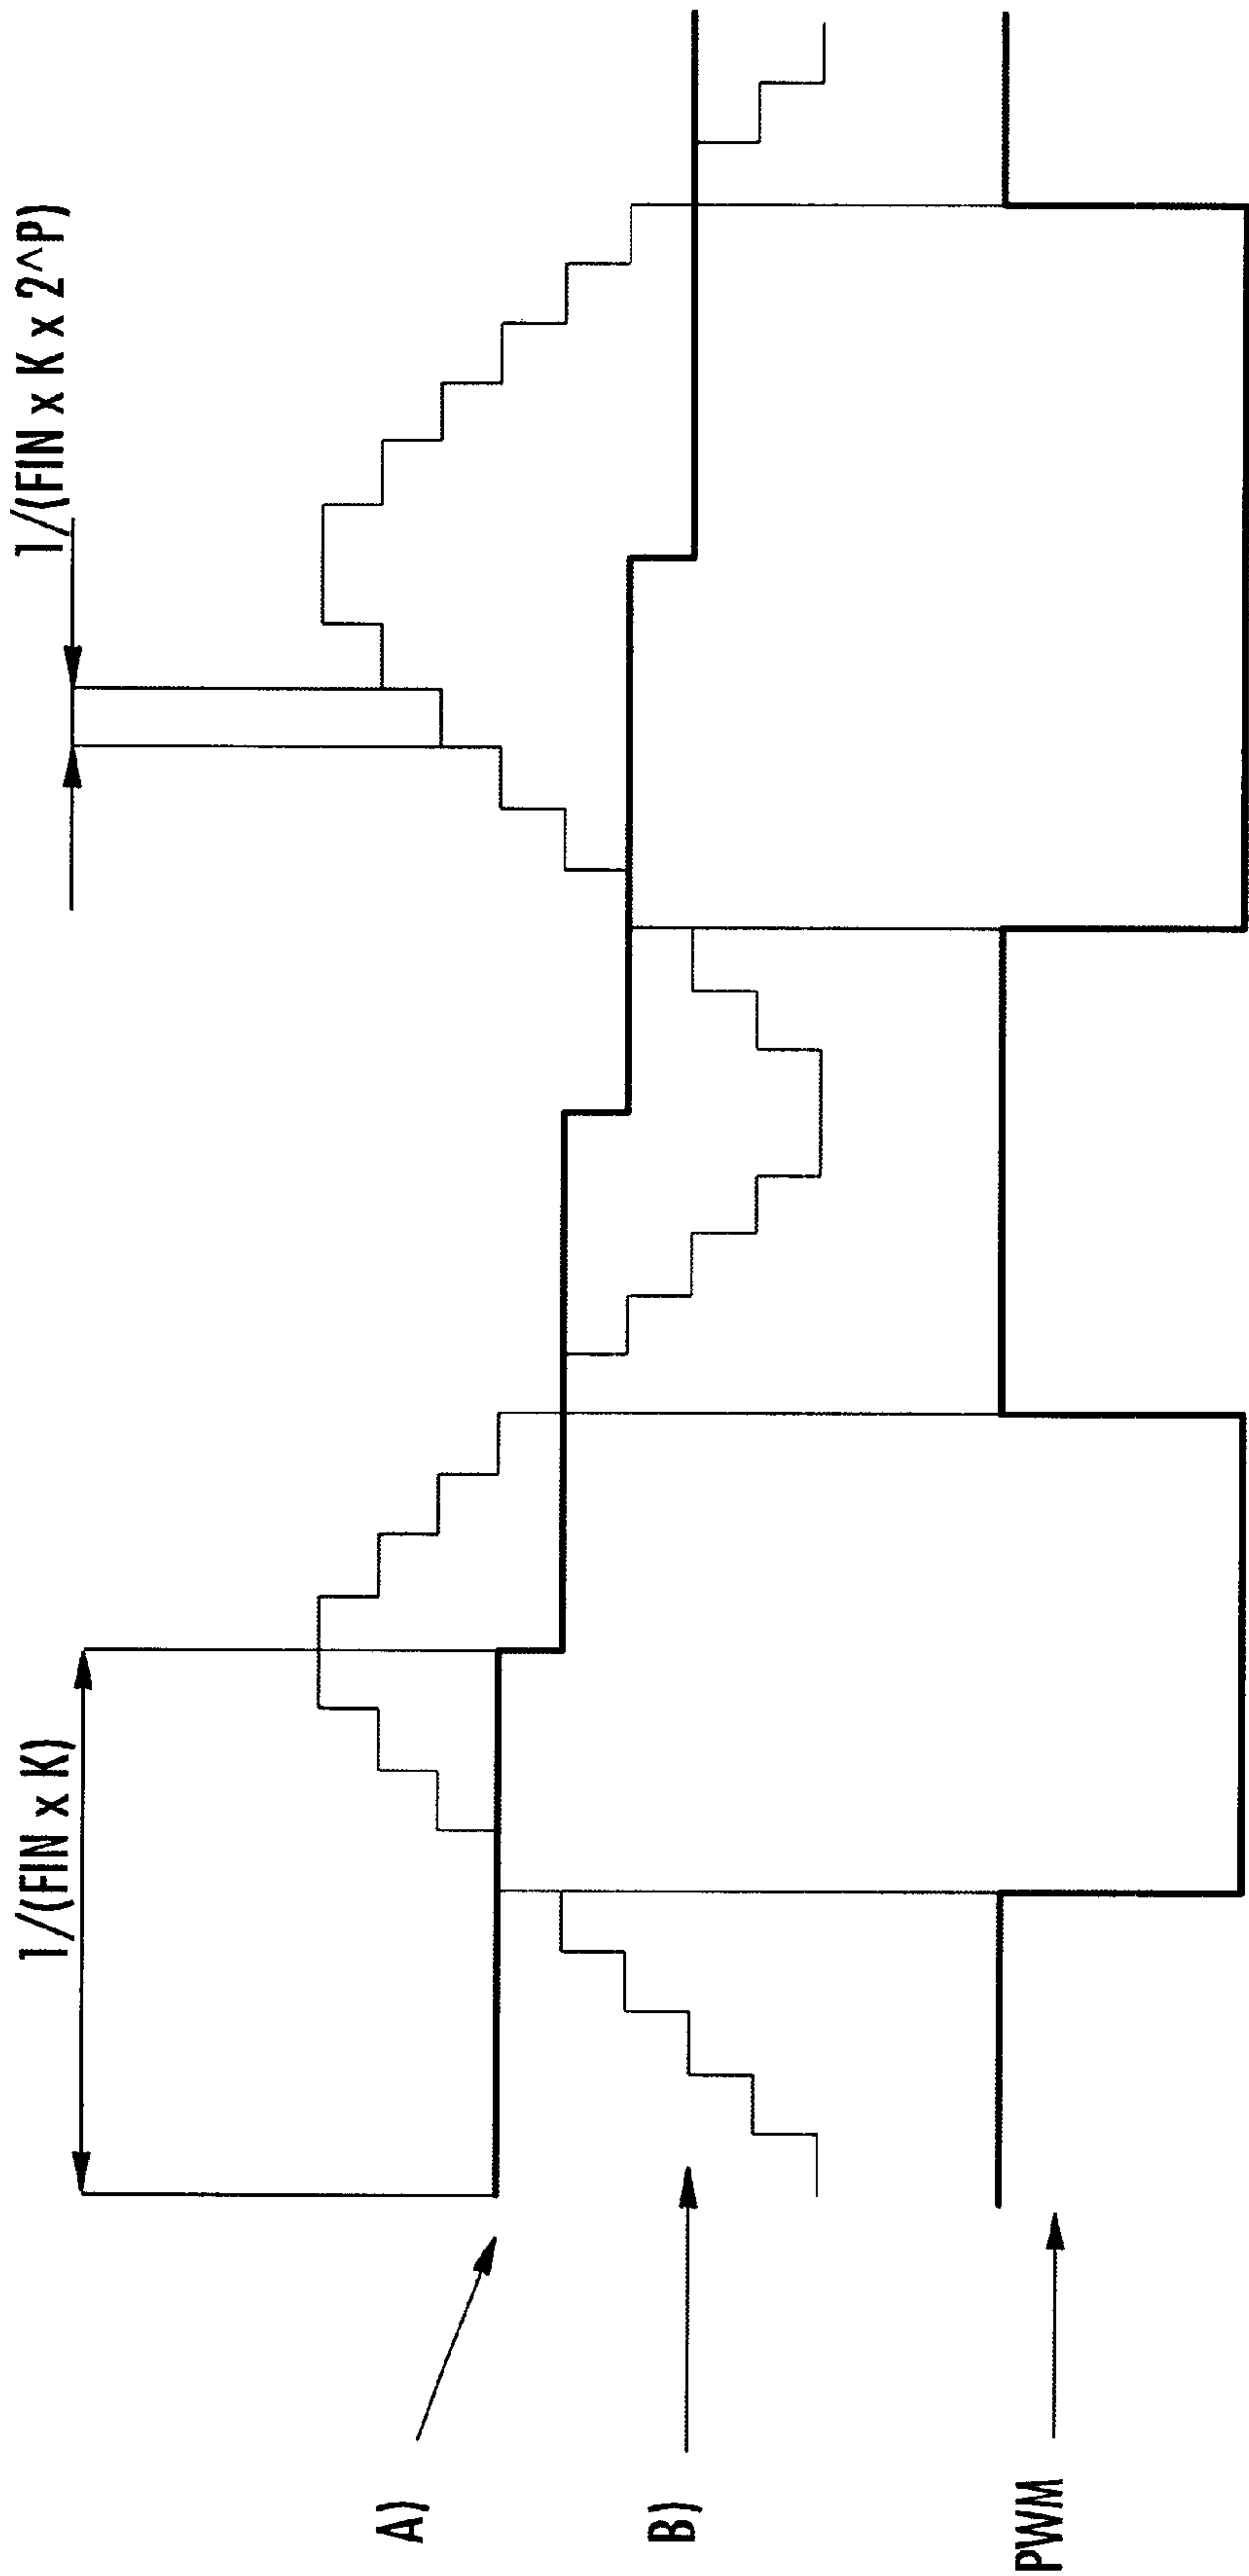 1/(FIN x K)
1/(FIN x K x 2^P)
A)
B)
PWM